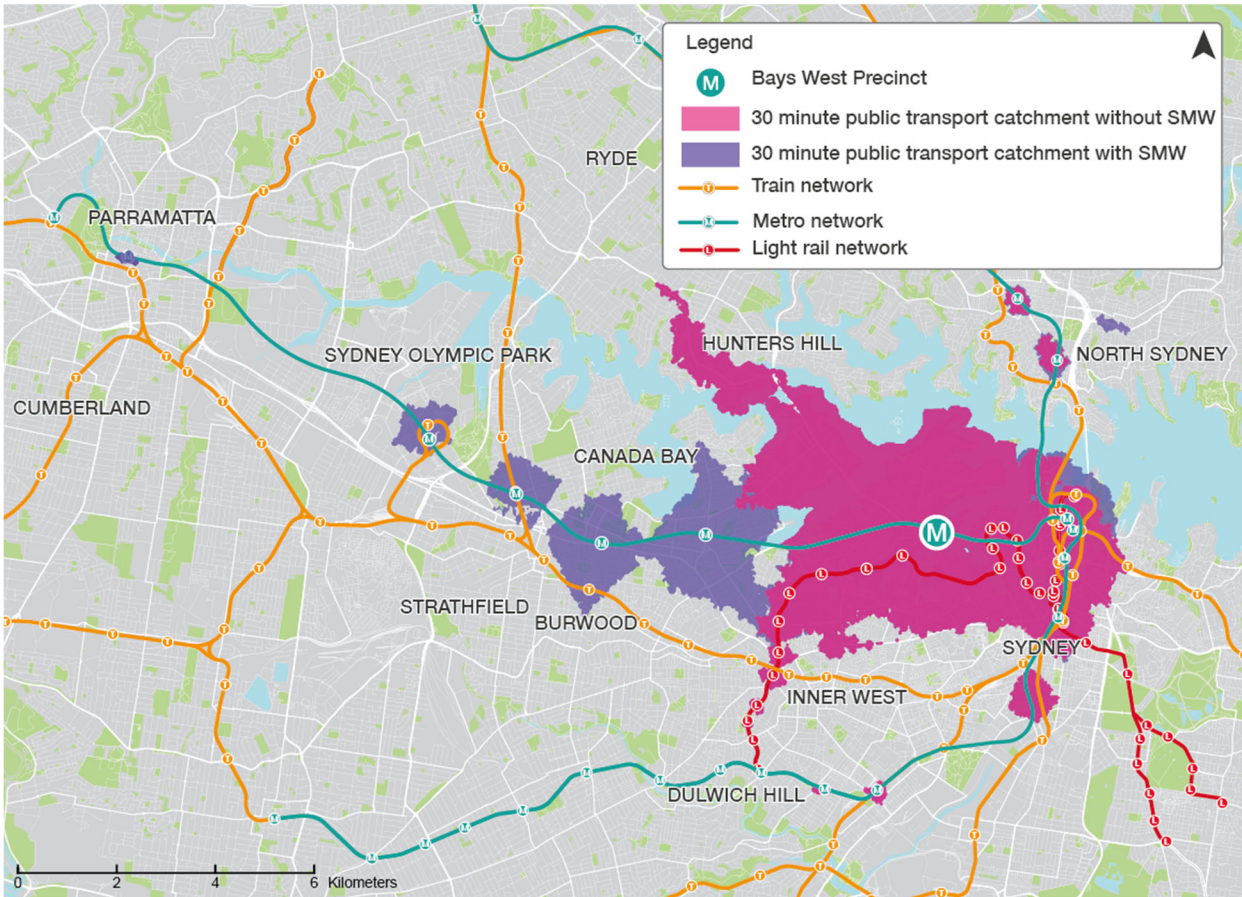 Legend
M
Bays West Precinct
30 minute public transport catchment without SMW
30 minute public transport catchment with SMW
T
Train network
M
Metro network
L
Light rail network
RYDE
PARRAMATTA
HUNTERS HILL
NORTH SYDNEY
SYDNEY OLYMPIC PARK
CUMBERLAND
CANADA BAY
M
STRATHFIELD
BURWOOD
SYDNEY
INNER WEST
DULWICH HILL
0 2 4 6 Kilometers